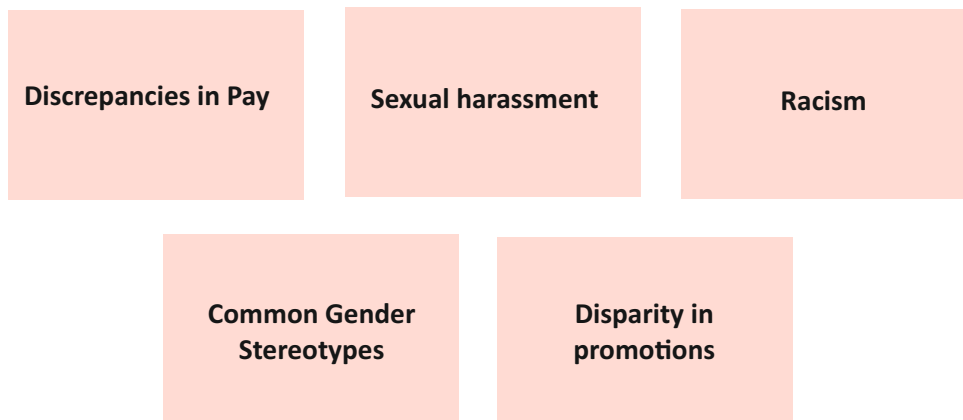 Discrepancies in Pay
Sexual harassment
Racism
Common Gender
Stereotypes
Disparity in
promotions